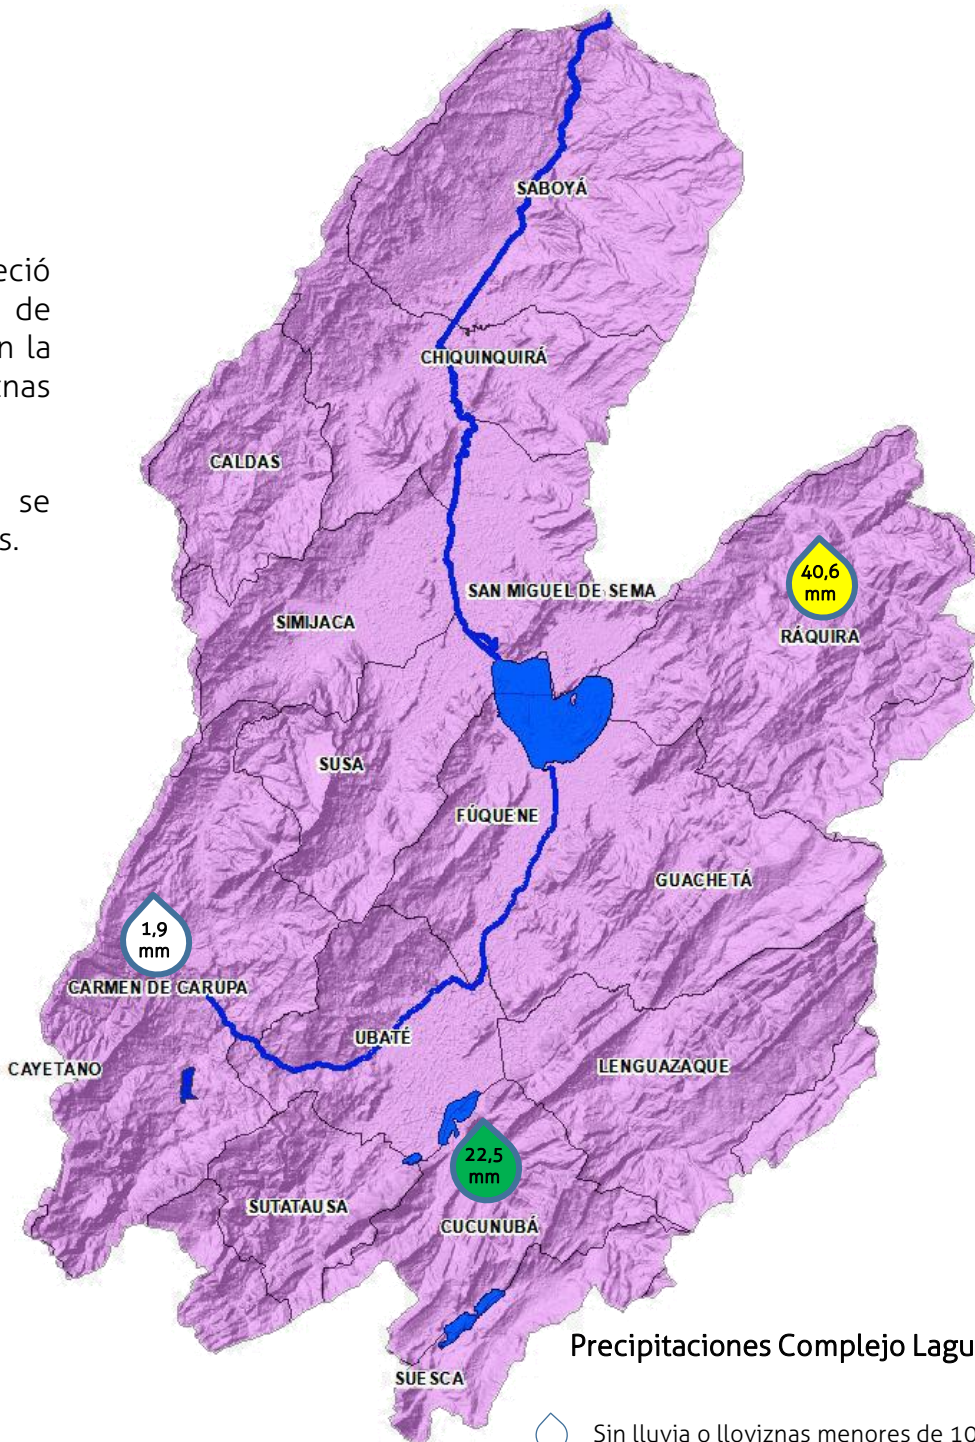 SABOYÁ
de
CHIQUINQUIRÁ
CALDAS
se
40,6
mm
SAN MIGUEL DE SEMA
SIMIJACA
RÁQUIRA
SUSA
FÚQUENE
GUACHETÁ
1,9
mm
CARMEN DE CARUPA
UBATÉ
CAYETANO
LENGUAZAQUE
22,5
mm
SUTATAUSA
CUCUNUBÁ
Precipitaciones Complejo
SUESCA
Sin lluvia o lloviznas menores de 10